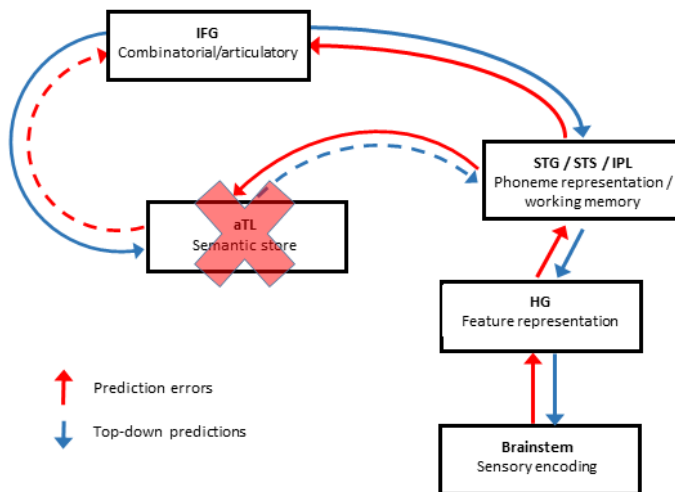 IFG
Combinatorial/articulatory
STG / STS / IPL
Phoneme representation /
working memory
aTL
Semantic store
HG
Feature representation
Prediction errors
Top-down predictions
Brainstem
Sensory encoding